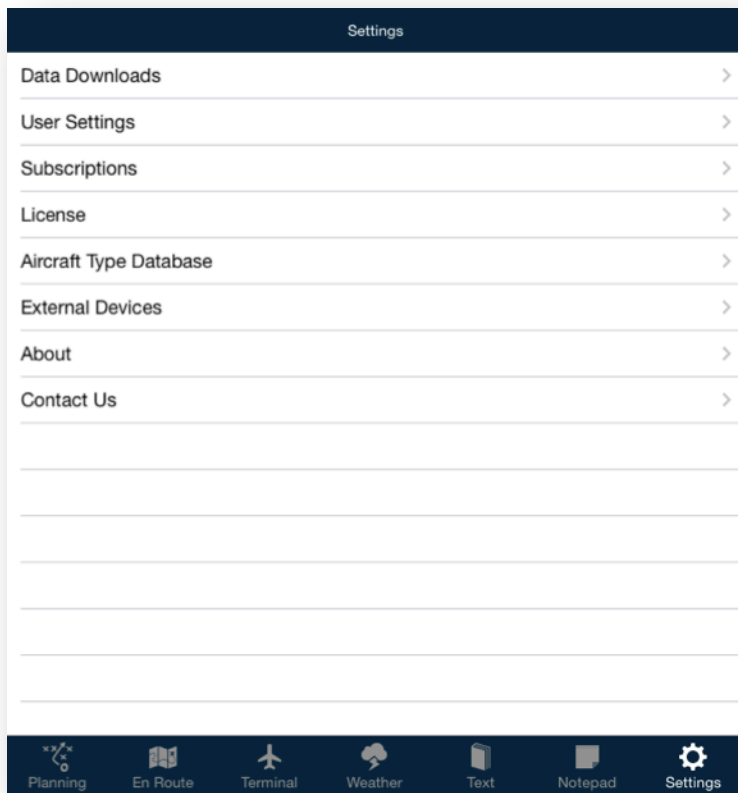 Settings
Data Downloads
User Settings
Subscriptions
License
Aircraft Type Database
External Devices
About
Contact Us
Planning En Route Terminal Weather Text Notepad Settings